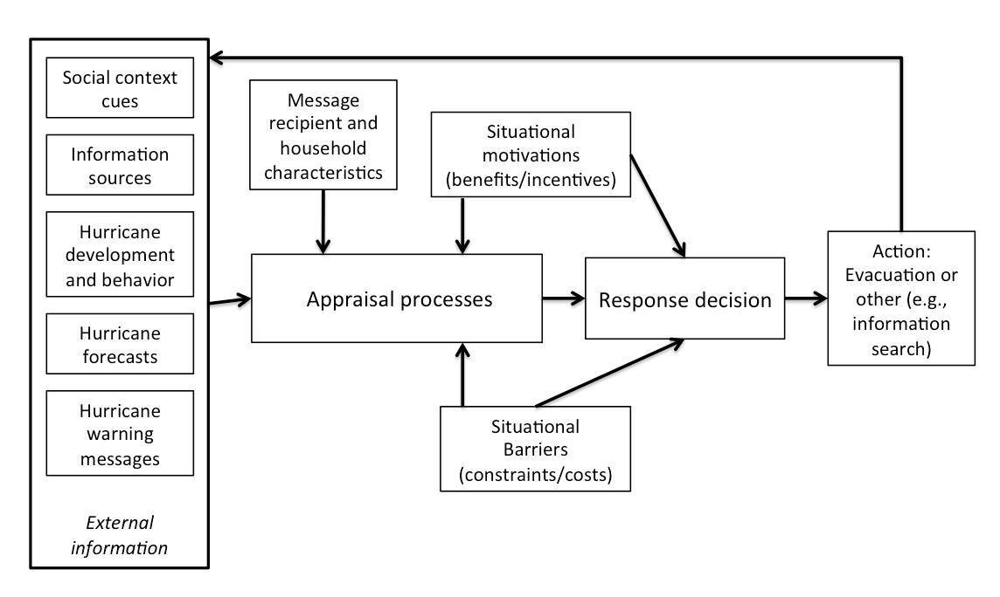 Social context
cues
Information
sources
Hurricane
development
and behavior
Hurricane
forecasts
Hurricane
warning
messages
External
information
Message
recipient and
household
characteristics
Situational
motivations
(benefits/incentives)
Appraisal processes
Response decision
Situational
Barriers
(constraints/costs)
Action:
Evacuation or
other (e.g.,
information
search)